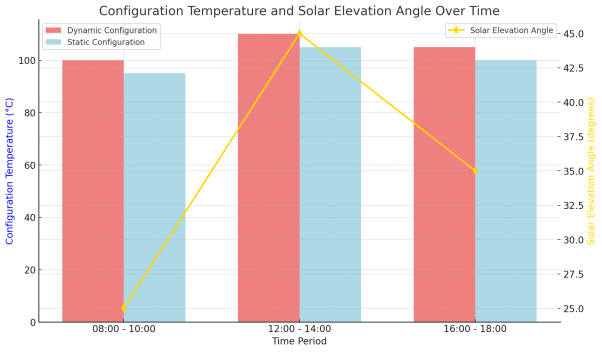 Configuration Temperature and Solar Elevation Angle Over Time
Dynamic Configuration
Static Configuration
Solar Elevation Angle
Configuration Temperature (°C)
100
80
60
40
20
0
45.0
42.5
40.0
37.5
35.0
32.5
30.0
27.5
25.0
Solar Elevation Angle (degrees)
08:00 - 10:00
12:00 - 14:00
16:00 - 18:00
Time Period